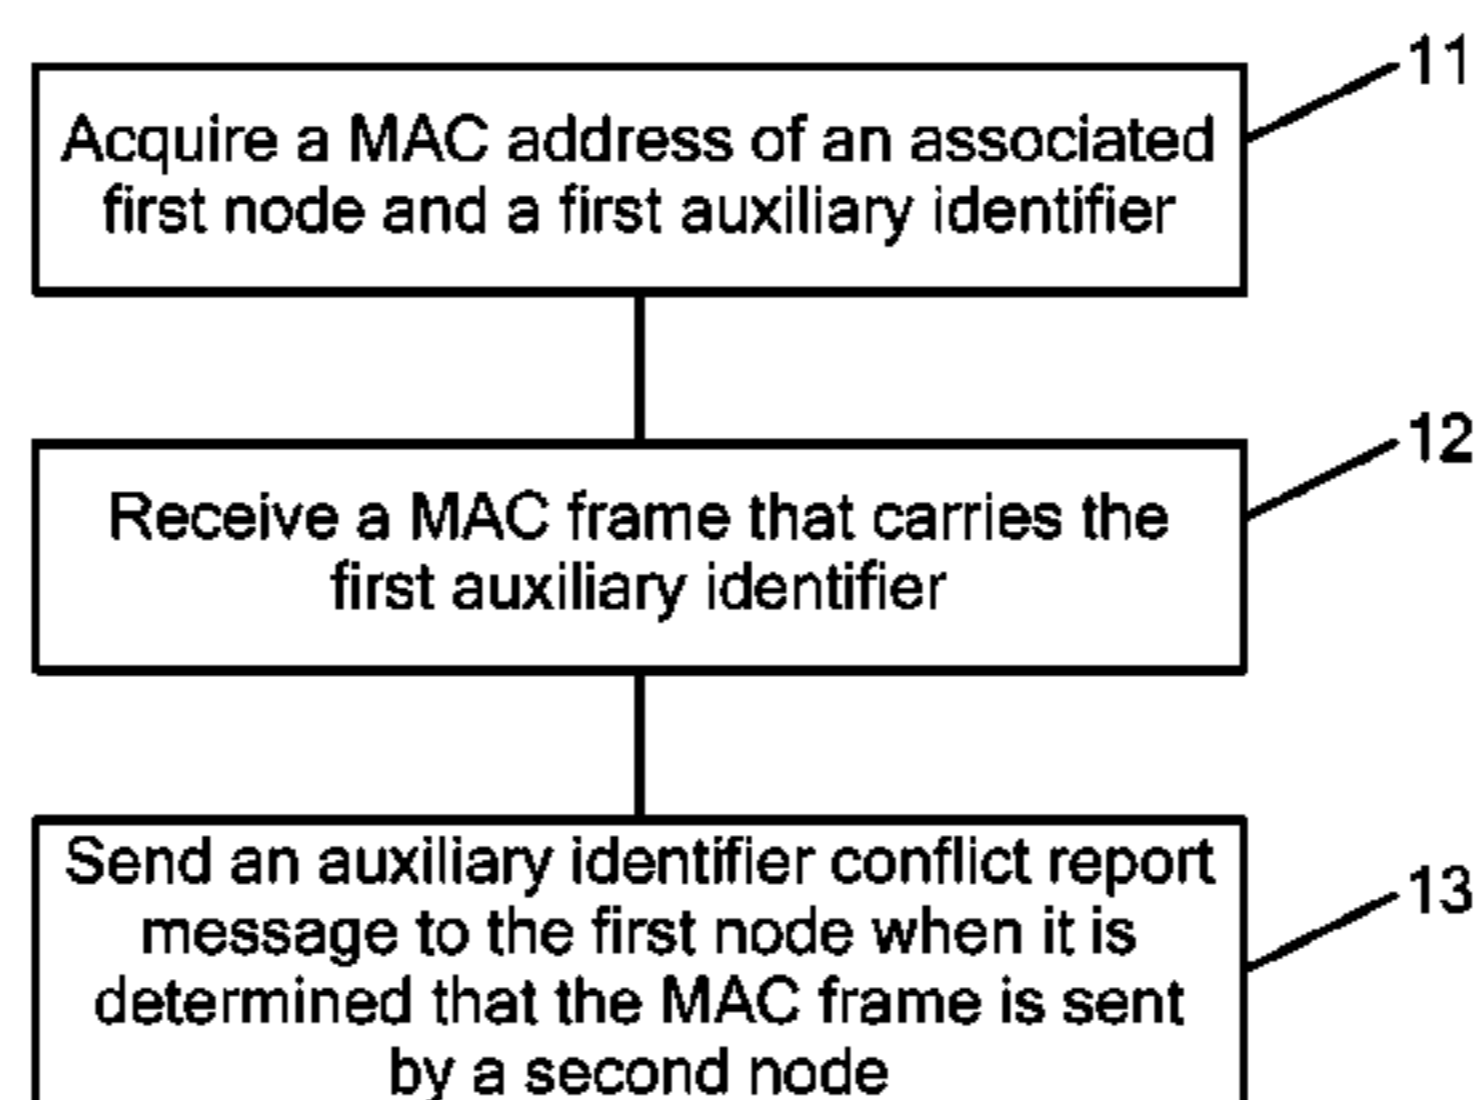 11
Acquire a MAC address of an associated
first node and a first auxiliary identifier
12
Receive a MAC frame that carries the
first auxiliary identifier
Send an auxiliary identifier conflict report
13
message to the first node when it is
determined that the MAC frame is sent
by a second node